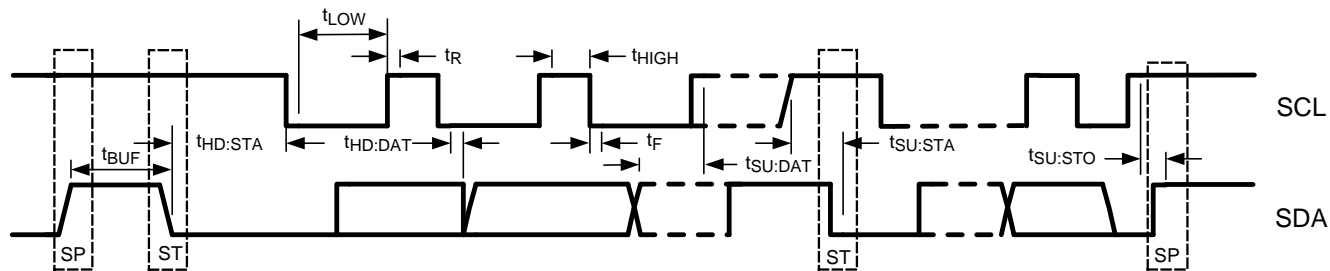 tLOW
tR
tHIGH
SCL
tHD:STA
tHD:DAT
tF
tSU:STA
tBUF
tSU:DAT
tSU:STO
SDA
SP
ST
ST
SP